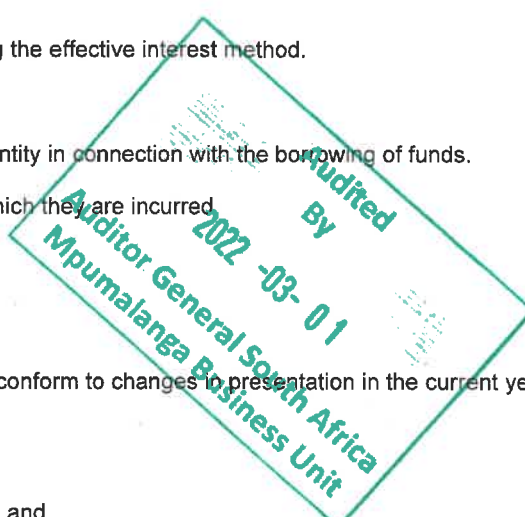 the effective interest method.
ntity in connection with the borrowing of funds.
hich they are incurred
conform to changes in presentation in the current ye
and
Audited
By
2022 -03- 01
Auditor General South Africa
Mpumalanga Business Unit